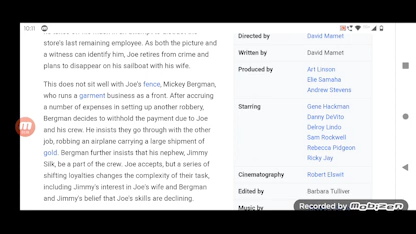 10:11
store's last remaining employee. As both the picture and a
witness can identify him, Joe retires from crime and
plans to disappear on his sailboat with his wife.
This does not sit well with Joe's fence, Mickey Bergman,
who runs a garment business as a front. After accruing
a number of expenses in setting up another robbery,
Bergman decides to withhold the payment due to Joe
and his crew. He insists they go through with the other
job, robbing an airplane carrying a large shipment of
gold. Bergman further insists that his nephew, Jimmy
Silk, be a part of the crew. Joe accepts, but a series of
shifting loyalties changes the complexity of their task,
including Jimmy's interest in Joe's wife and Bergman
and Jimmy's belief that Joe's skills are declining.
Directed by David Mamet
Written by David Mamet
Produced by Art Linson
Elie Samaha
Andrew Stevens
Starring Gene Hackman
Danny DeVito
Delroy Lindo
Sam Rockwell
Rebecca Pidgeon
Ricky Jay
Cinematography Robert Elswit
Edited by Barbara Tulliver
Music by
Recorded by Mobizen